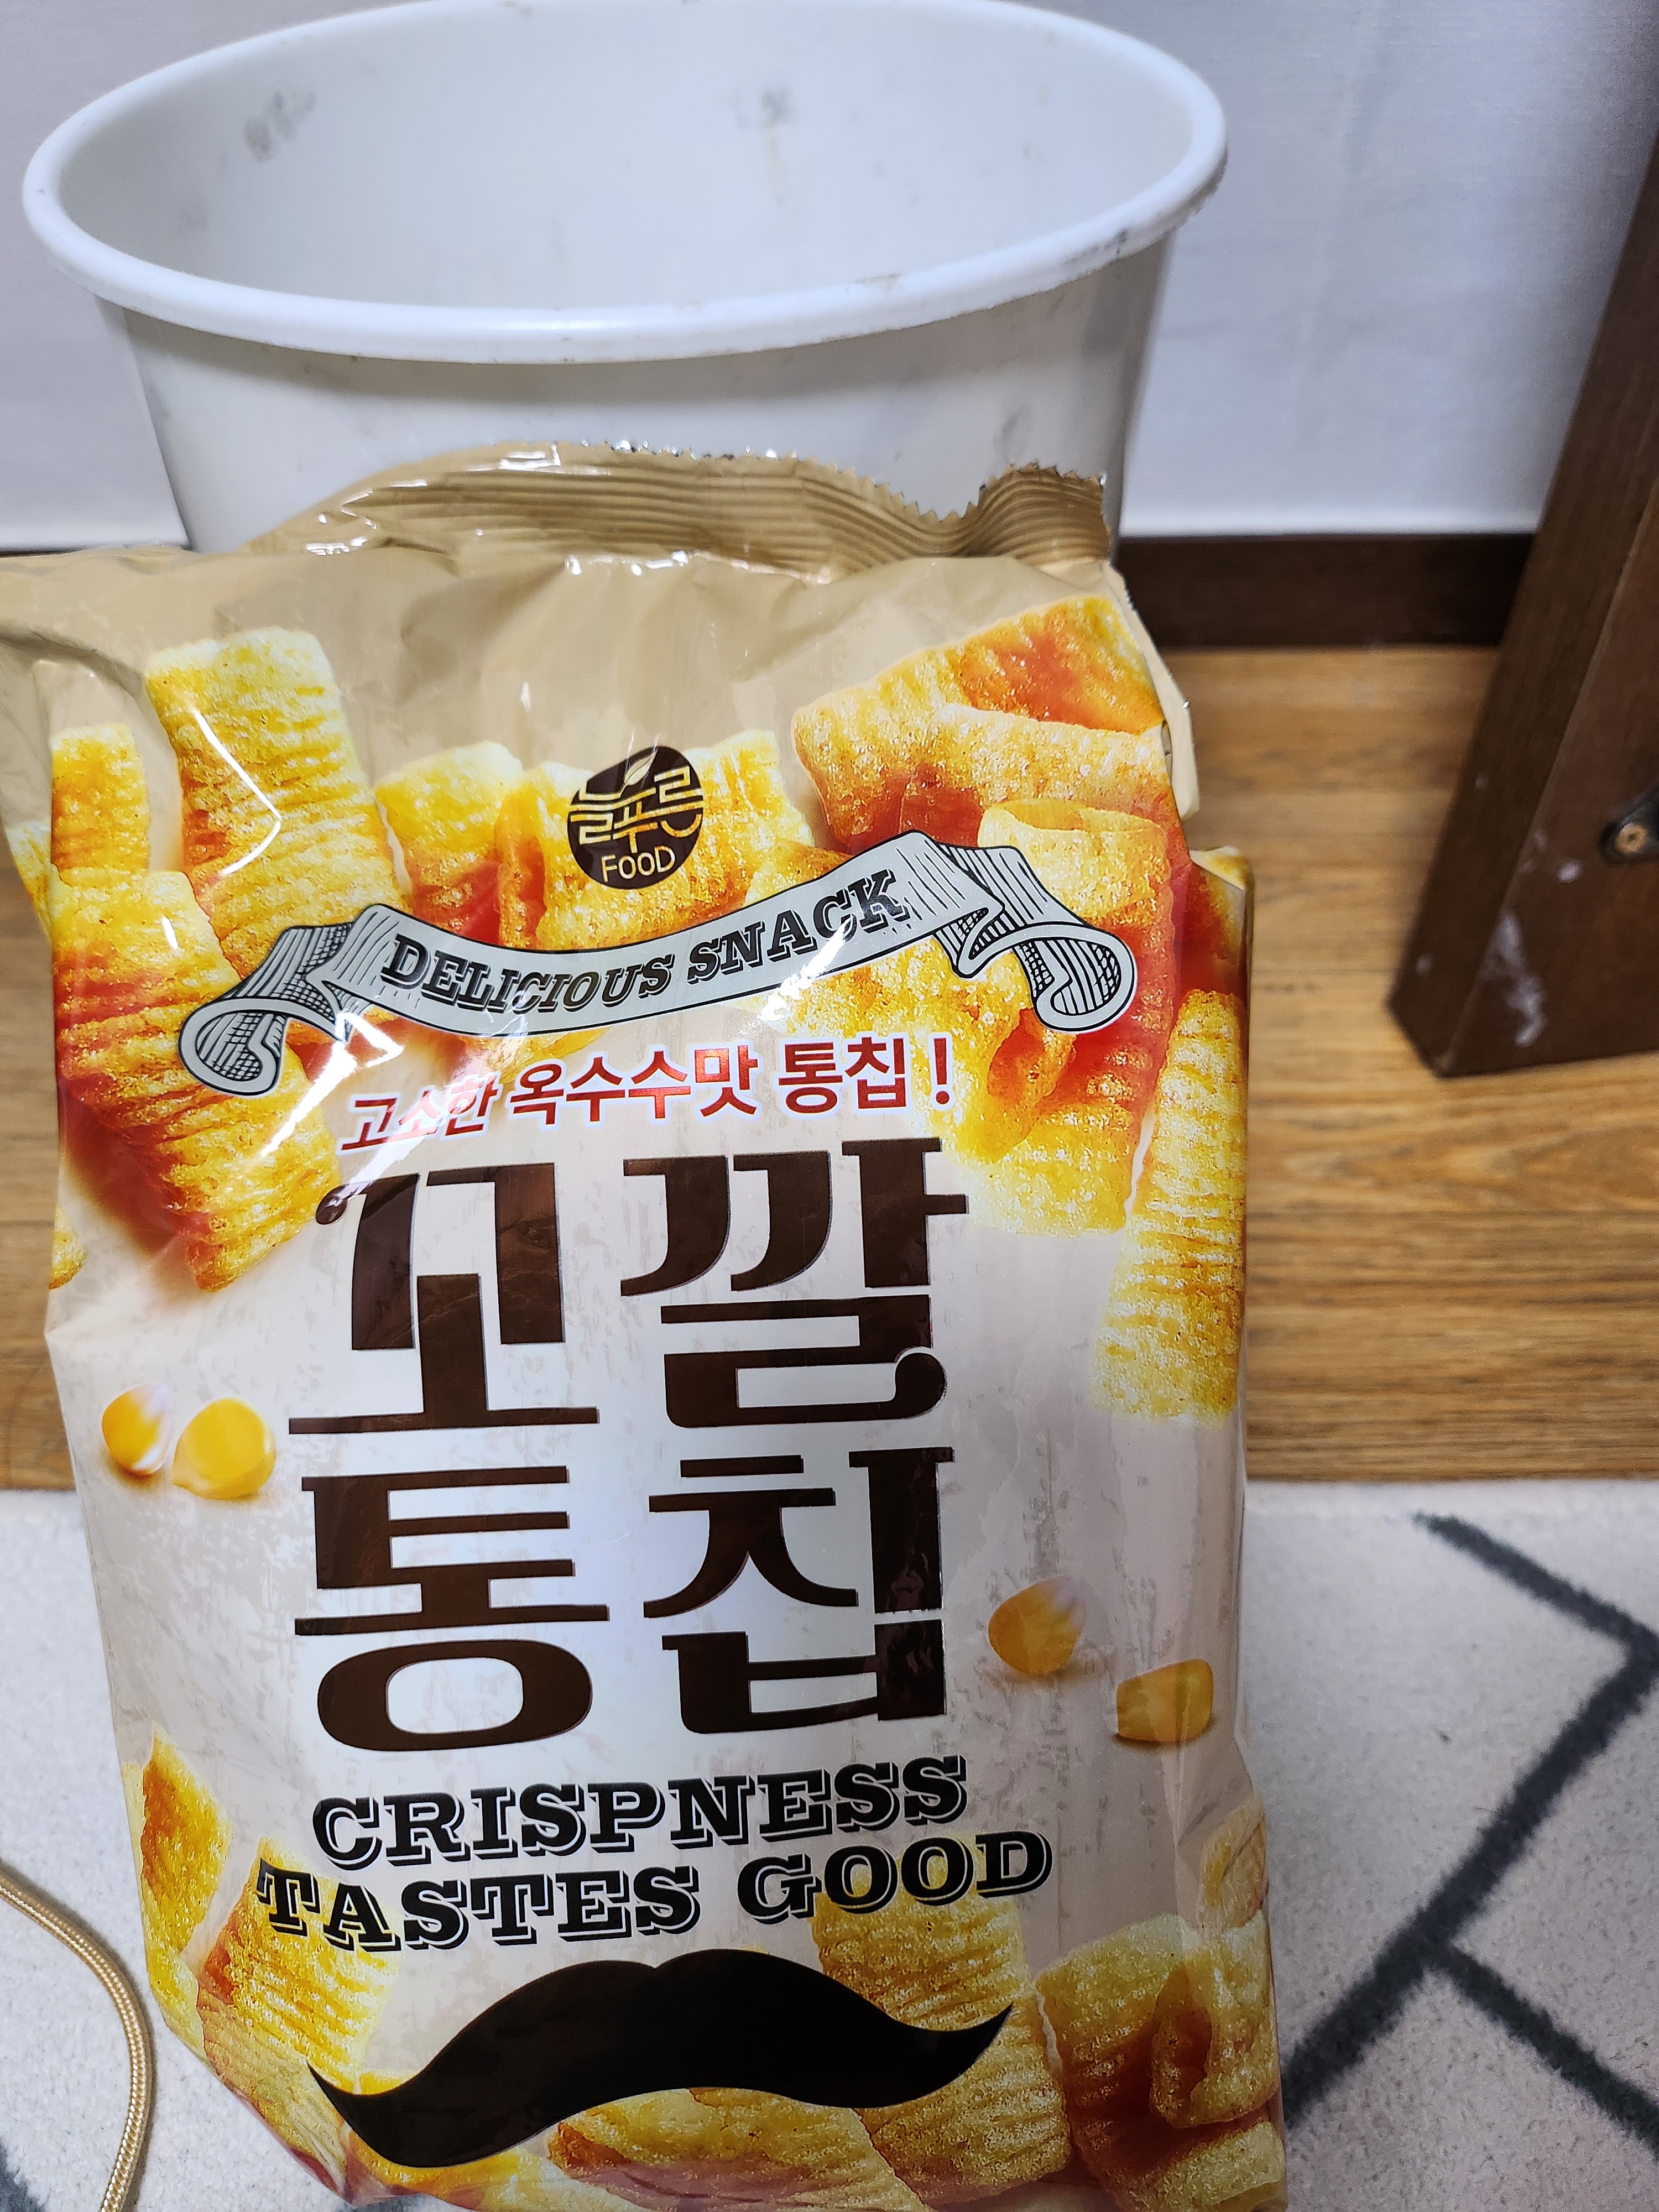 늘푸른
FOOD
DELICIOUS SNACK
고소한 옥수수맛 통칩!
꼬깔
통칩
CRISPNESS
TASTES GOOD